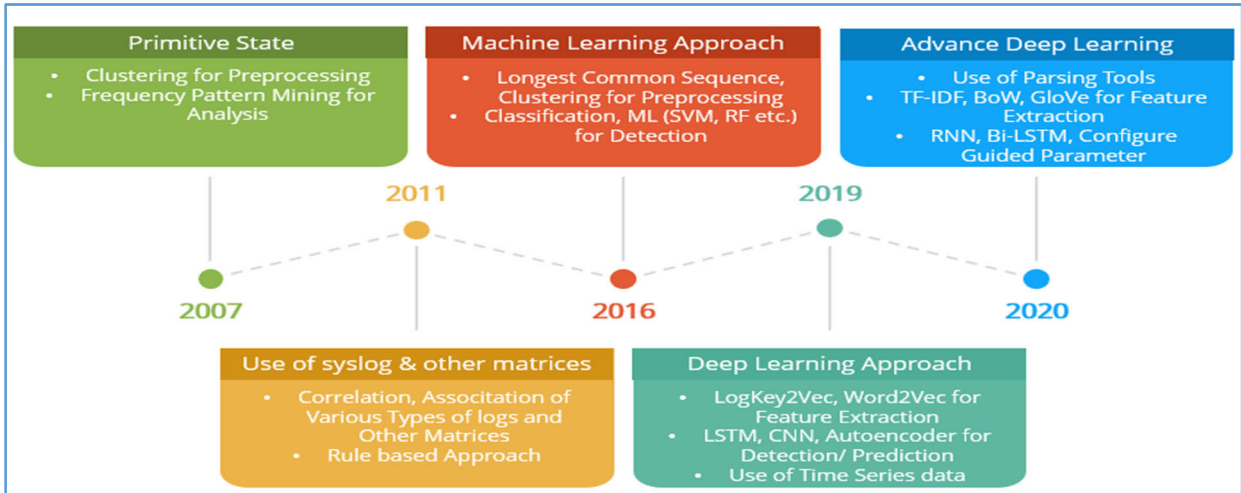 Primitive State
Clustering for Preprocessing
Frequency Pattern Mining for
Analysis
Machine Learning Approach
Longest Common Sequence,
Clustering for Preprocessing
Classification, ML (SVM, RF etc.)
for Detection
Advance Deep Learning
Use of Parsing Tools
TF-IDF, BoW, GloVe for Feature
Extraction
RNN, Bi-LSTM, Configure
Guided Parameter
2011
2019
2007
2016
2020
Use of syslog & other matrices
Correlation, Associtation of
Various Types of logs and
Other Matrices
Rule based Approach
Deep Learning Approach
LogKey2Vec, Word2Vec for
Feature Extraction
LSTM, CNN, Autoencoder for
Detection/ Prediction
Use of Time Series data